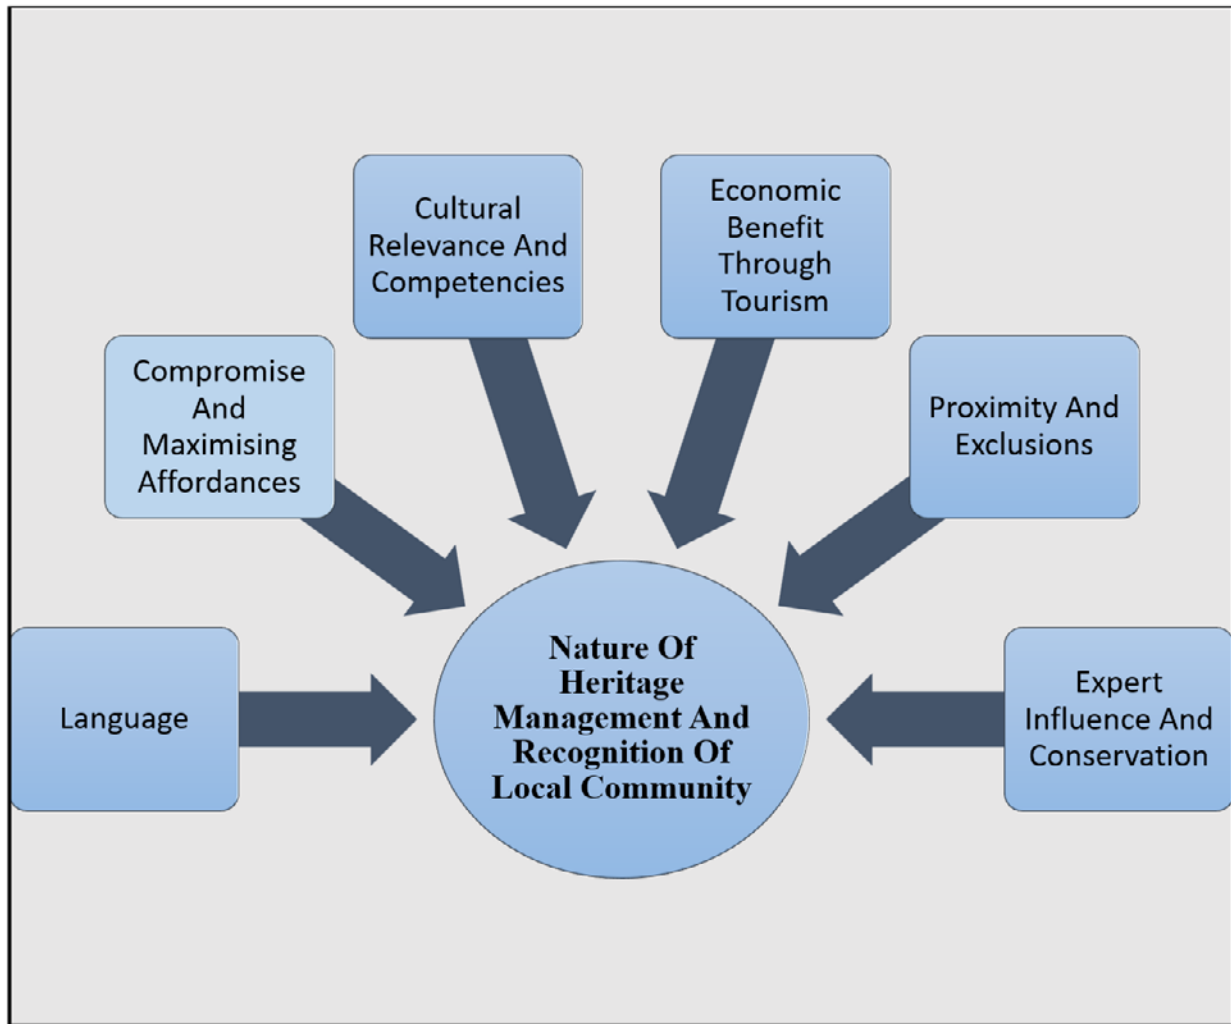 Cultural
Relevance And
Competencies
Economic
Benefit
Through
Tourism
Compromise
And
Maximising
Affordances
Proximity And
Exclusions
Language
Nature Of
Heritage
Management And
Recognition Of
Local Community
Expert
Influence And
Conservation